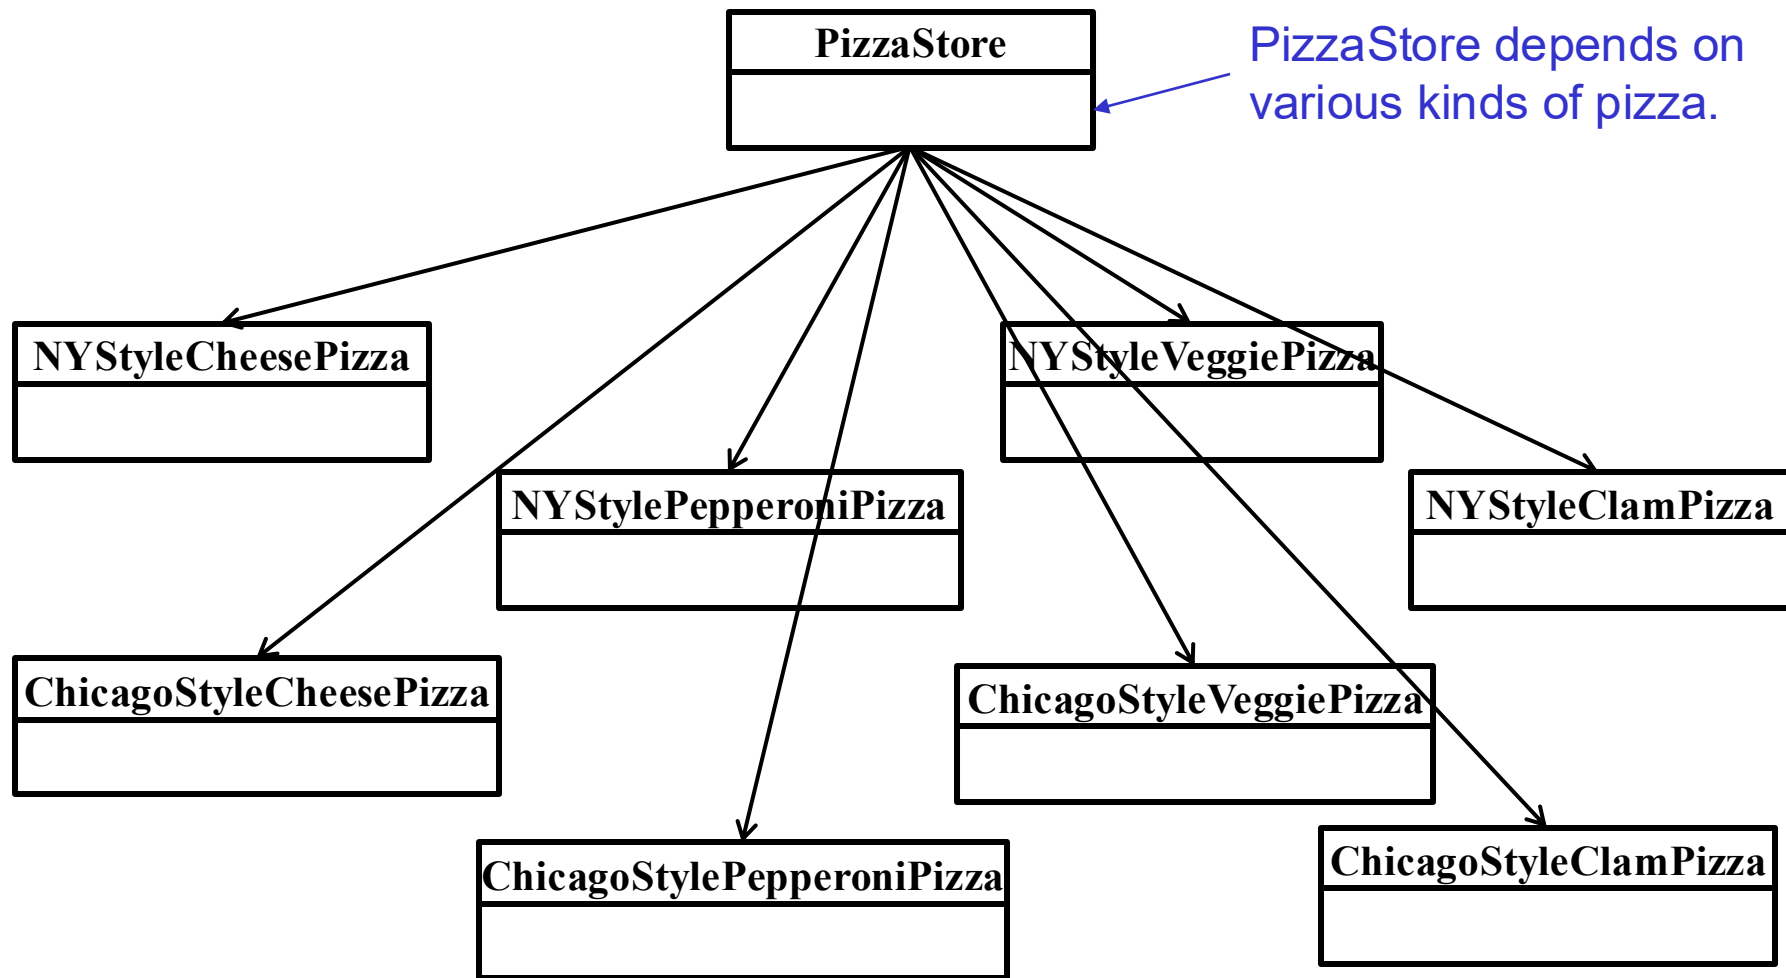 PizzaStore
PizzaStore depends on
various kinds of pizza.
NYStyleCheesePizza
NYStyleVeggiePizza
NYStylePepperoniPizza
NYStyleClamPizza
ChicagoStyleCheesePizza
ChicagoStyleVeggiePizza
ChicagoStylePepperoniPizza
ChicagoStyleClamPizza